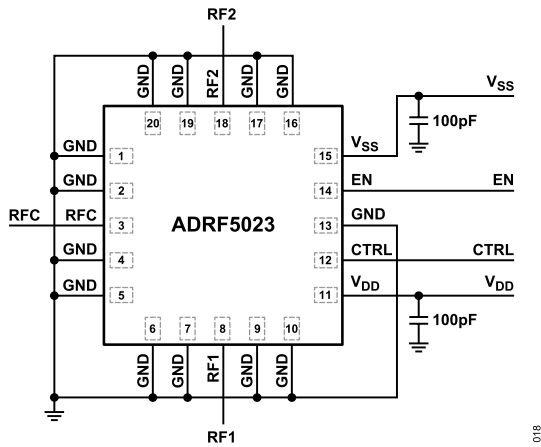 RF2
GND
GND
RF2
GND
GND
20
19
18
17
16
VSS
100pF
GND
1
VSS
15
GND
2
EN
14
EN
RFC
RFC
3
GND
13
ADRF5023
GND
4
CTRL
12
CTRL
GND
5
VDD
11
VDD
100pF
6
7
8
9
10
GND
GND
RF1
GND
GND
RF1
018